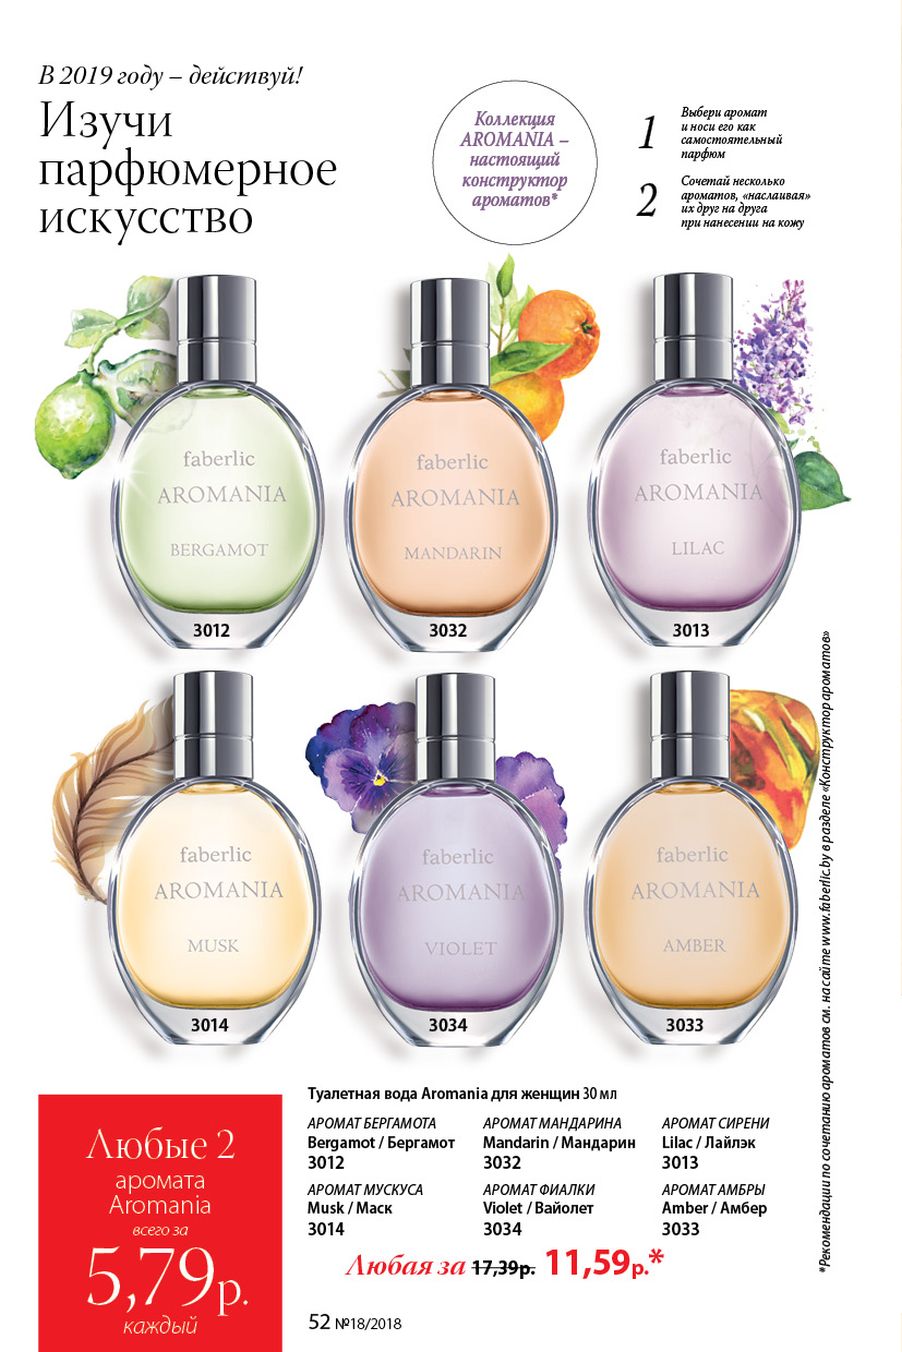 В 2019 году – действуй!
Изучи
парфюмерное
искусство
Коллекция
AROMANIA –
настоящий
конструктор
ароматов*
1
Выбери аромат
и носи его как
самостоятельный
парфюм
2
Сочетай несколько
ароматов, «наслаивая»
их друг на друга
при нанесении на кожу
faberlic
AROMANIA
BERGAMOT
3012
faberlic
AROMANIA
MANDARIN
3032
faberlic
AROMANIA
LILAC
3013
faberlic
AROMANIA
MUSK
3014
faberlic
AROMANIA
VIOLET
3034
faberlic
AROMANIA
AMBER
3033
*Рекомендации по сочетанию ароматов см. на сайте www.faberlic.by в разделе «Конструктор ароматов»
Любые 2
аромата
Aromania
всего за
5,79р.
каждый
Туалетная вода Aromania для женщин 30 мл
АРОМАТ БЕРГАМОТА
Bergamot / Бергамот
3012
АРОМАТ МАНДАРИНА
Mandarin / Мандарин
3032
АРОМАТ СИРЕНИ
Lilac / Лайлэк
3013
АРОМАТ МУСКУСА
Musk / Маск
3014
АРОМАТ ФИАЛКИ
Violet / Вайолет
3034
АРОМАТ АМБРЫ
Amber / Амбер
3033
Любая за 17,39р. 11,59р.*
52 №18/2018